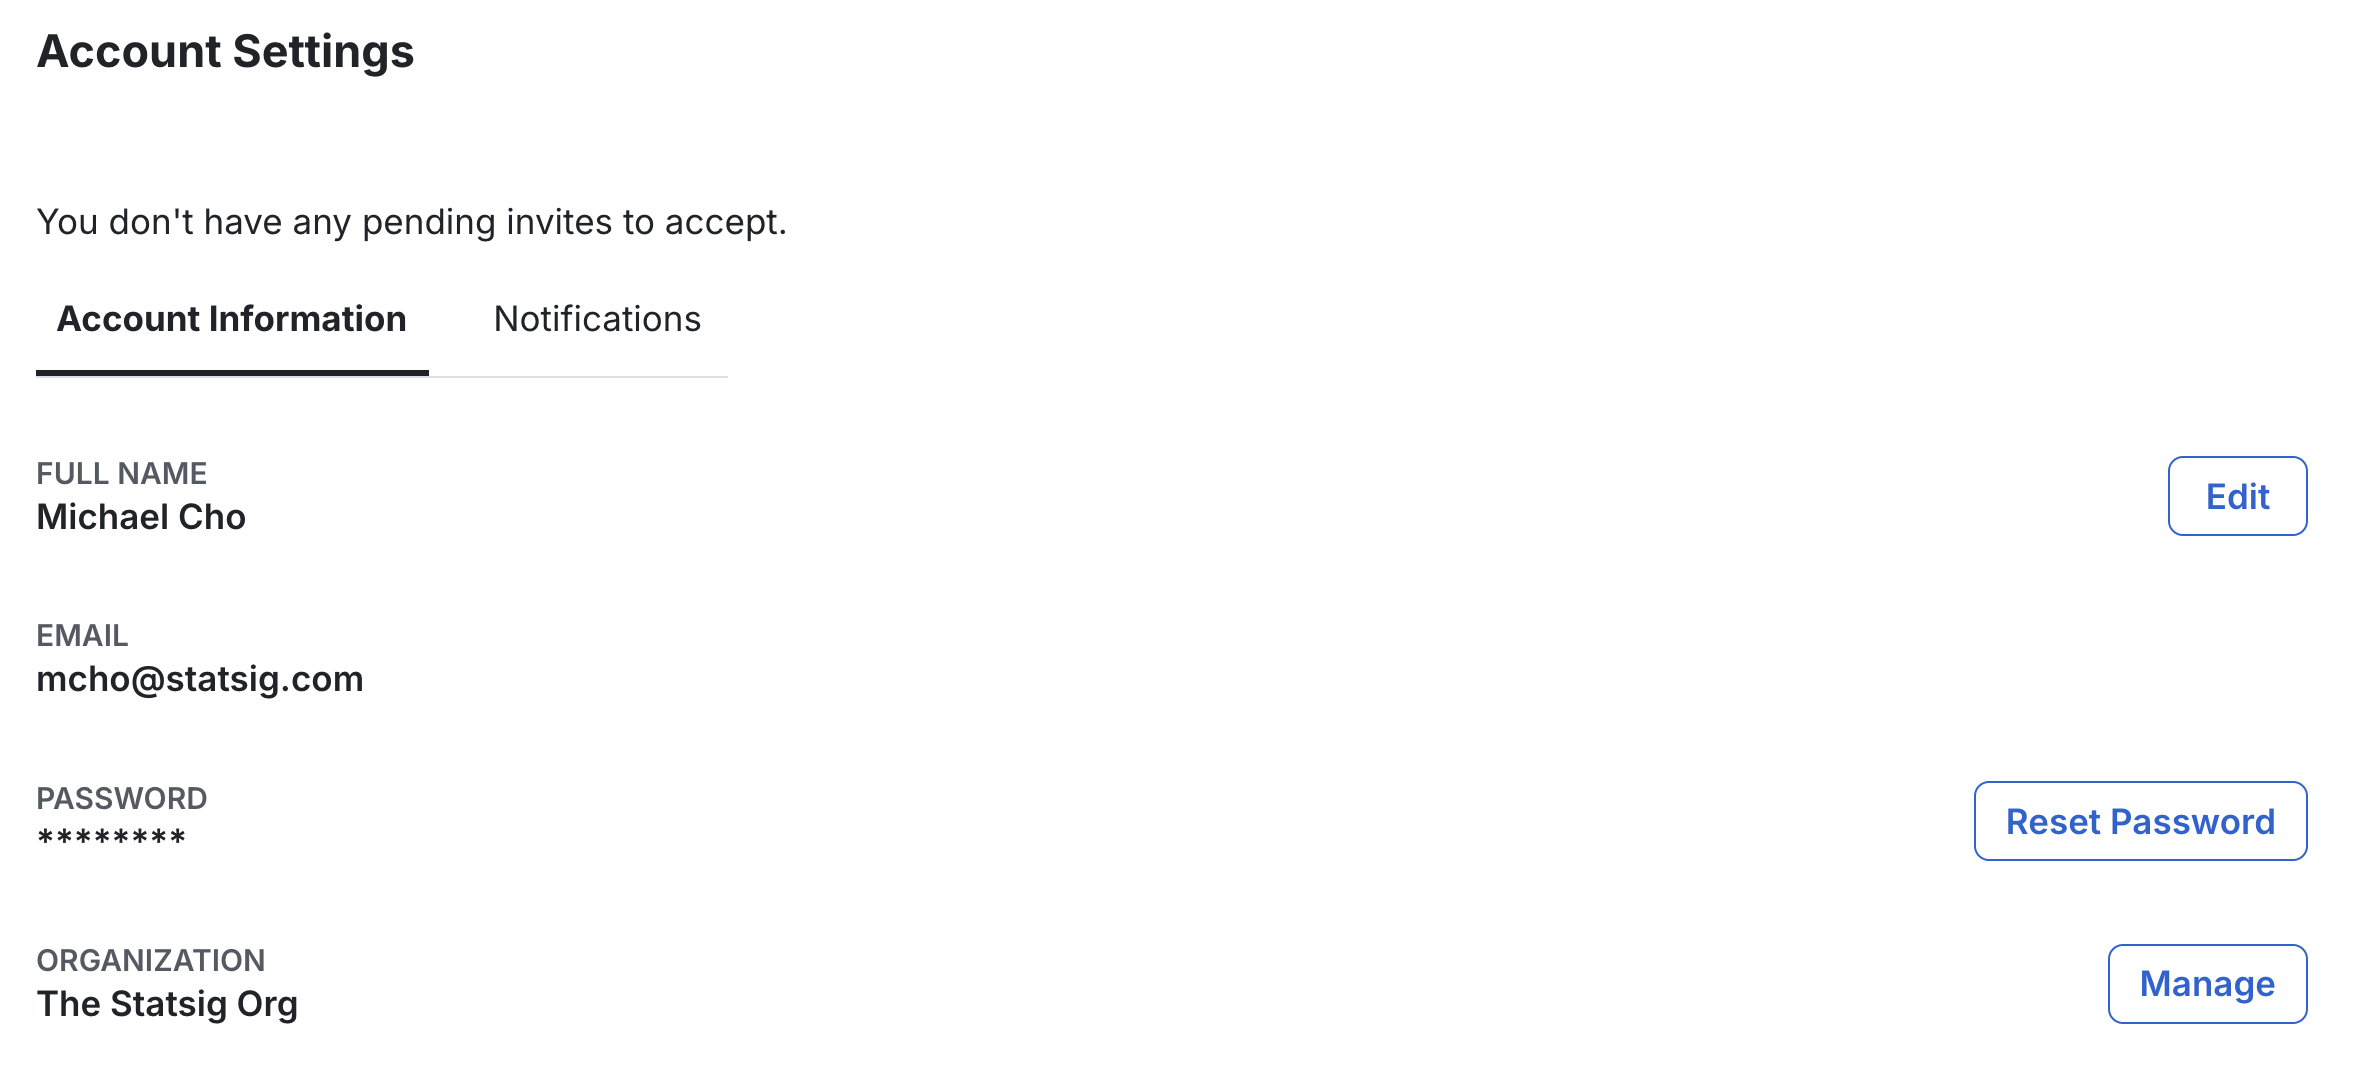 Account Settings
You don't have any pending invites to accept.
Account Information
Notifications
FULL NAME
Michael Cho
Edit
EMAIL
mcho@statsig.com
PASSWORD
********
Reset Password
ORGANIZATION
The Statsig Org
Manage